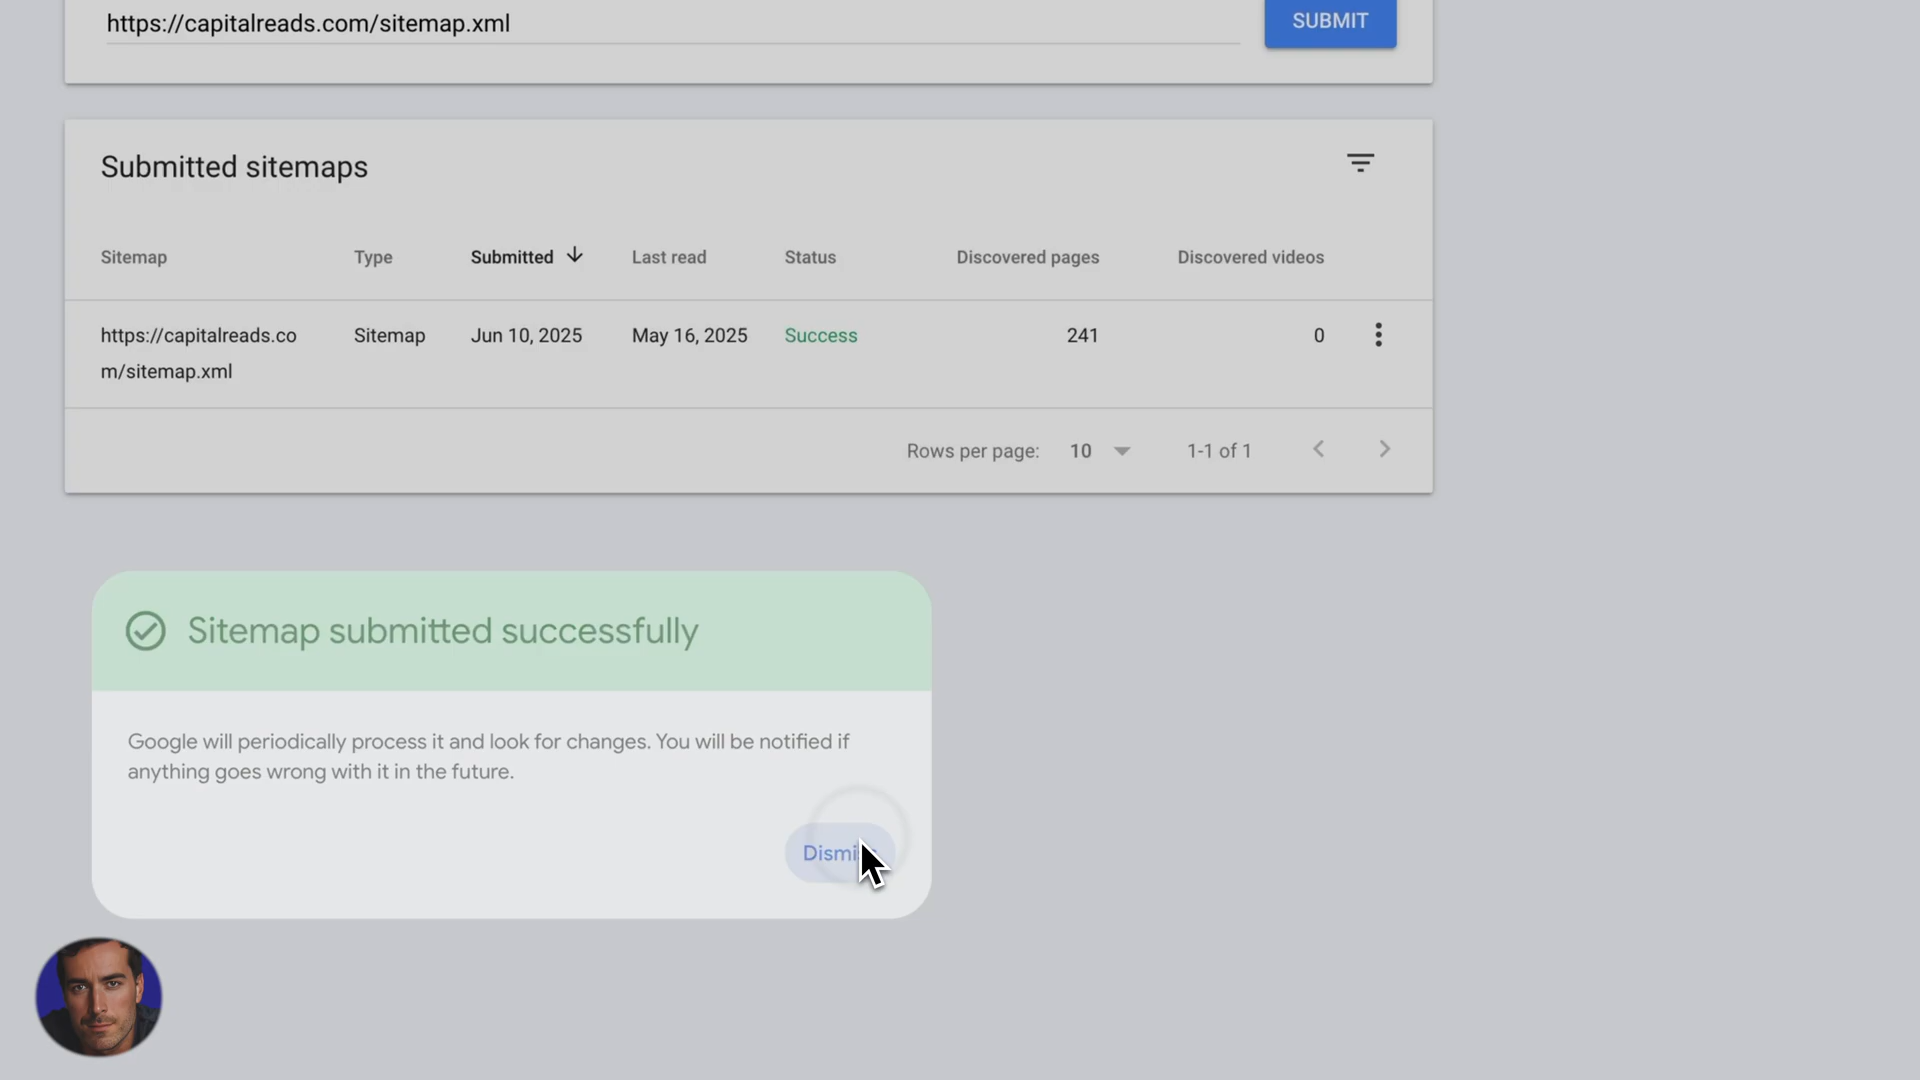 https://capitalreads.com/sitemap.xml
SUBMIT
Submitted sitemaps
Sitemap Type Submitted Last read Status Discovered pages Discovered videos
https://capitalreads.co Sitemap Jun 10, 2025 May 16, 2025 Success 241 0
m/sitemap.xml
Rows per page: 10 1-1 of 1
Sitemap submitted successfully
Google will periodically process it and look for changes. You will be notified if
anything goes wrong with it in the future.